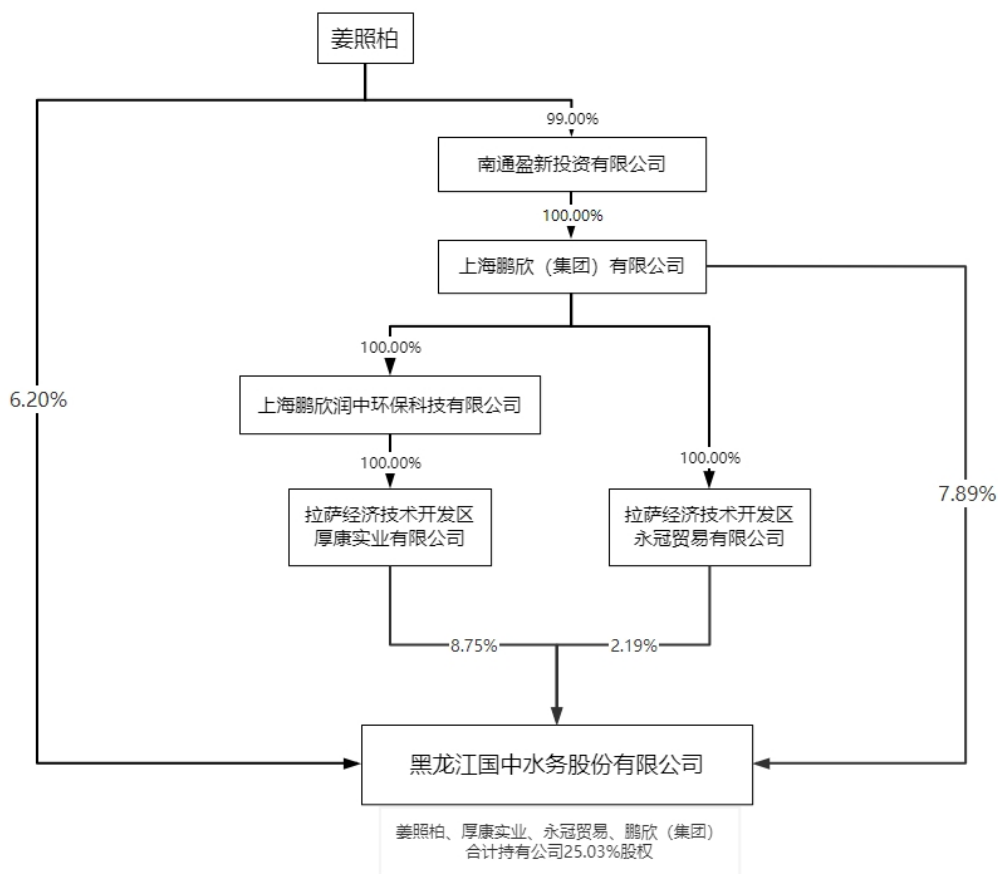 姜照柏
99.00%
南通盈新投资有限公司
100.00%
上海鹏欣（集团）有限公司
100.00%
上海鹏欣润中环保科技有限公司
6.20%
100.00%
100.00%
7.89%
拉萨经济技术开发区
厚康实业有限公司
拉萨经济技术开发区
永冠贸易有限公司
8.75%
2.19%
黑龙江国中水务股份有限公司
姜照柏、厚康实业、永冠贸易、鹏欣（集团）
合计持有公司25.03%股权